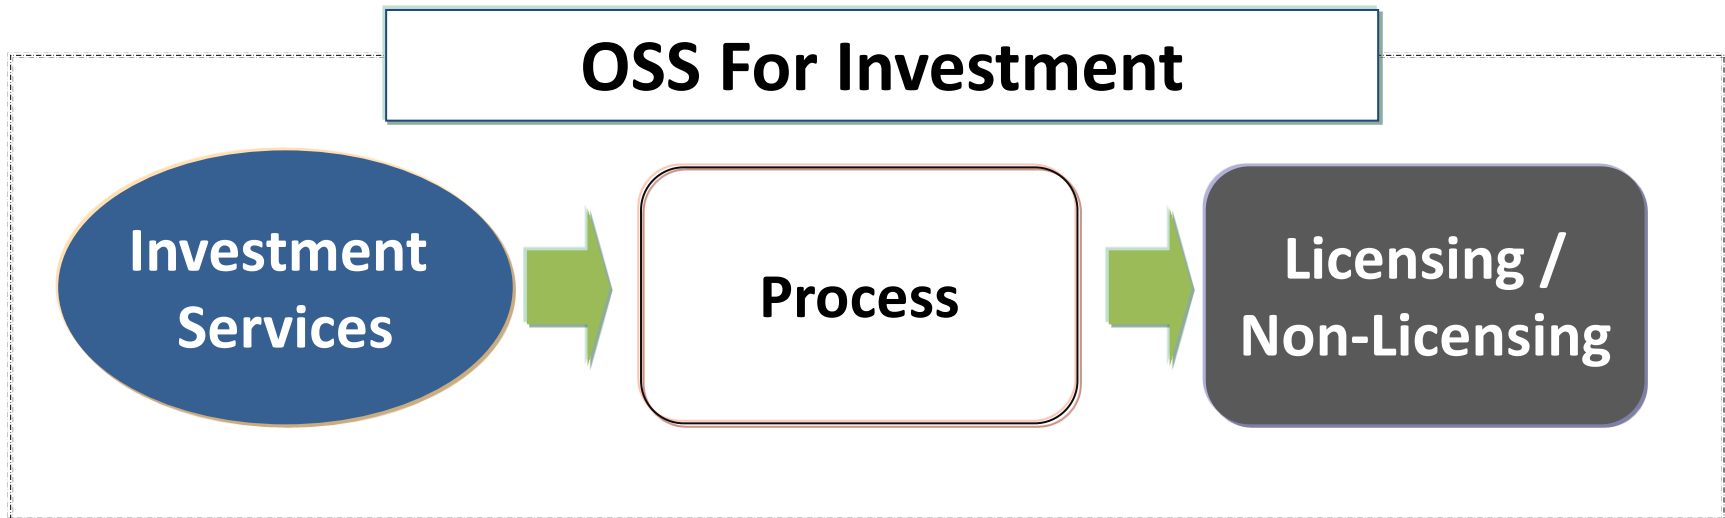 OSS For Investment
Investment
Services
Process
Licensing /
Non-Licensing